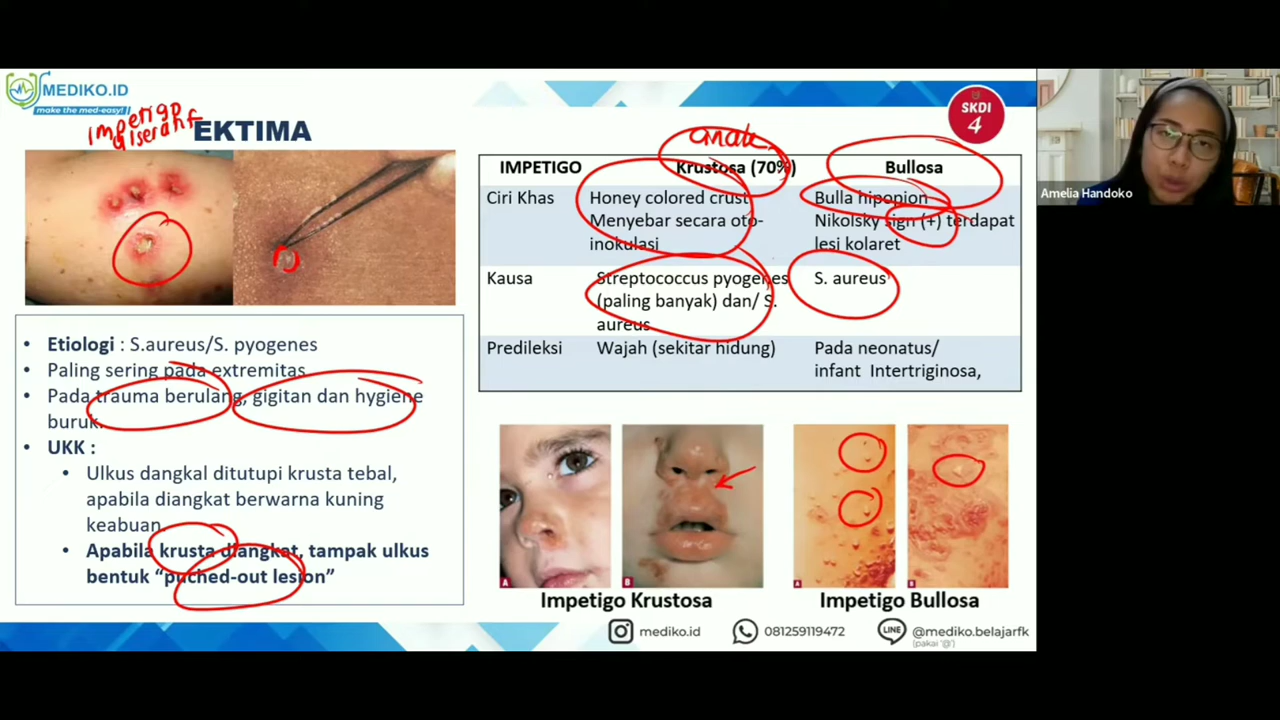 MEDIKO.ID
make the med-easy!
impetigo
EKTIMA
SKDI
4
anak
IMPETIGO Krustosa (70%) Bullosa
Ciri Khas Honey colored crust Bulla hipopion
Menyebar secara oto- Nikolsky sign (+) terdapat
inokulasi lesi kolaret
Kausa Streptococcus pyogenes S. aureus
(paling banyak) dan/ S.
aureus
Predileksi Wajah (sekitar hidung) Pada neonatus/
infant Intertriginosa,
• Etiologi : S.aureus/S. pyogenes
• Paling sering pada extremitas
• Pada trauma berulang, gigitan dan hygiene
buruk.
• UKK :
• Ulkus dangkal ditutupi krusta tebal,
apabila diangkat berwarna kuning
keabuan.
• Apabila krusta diangkat, tampak ulkus
bentuk “puched-out lesion”
A
B
A
B
Impetigo Krustosa
Impetigo Bullosa
mediko.id
081259119472
LINE
@mediko.belajarfk
(pakai '@')
Amelia Handoko